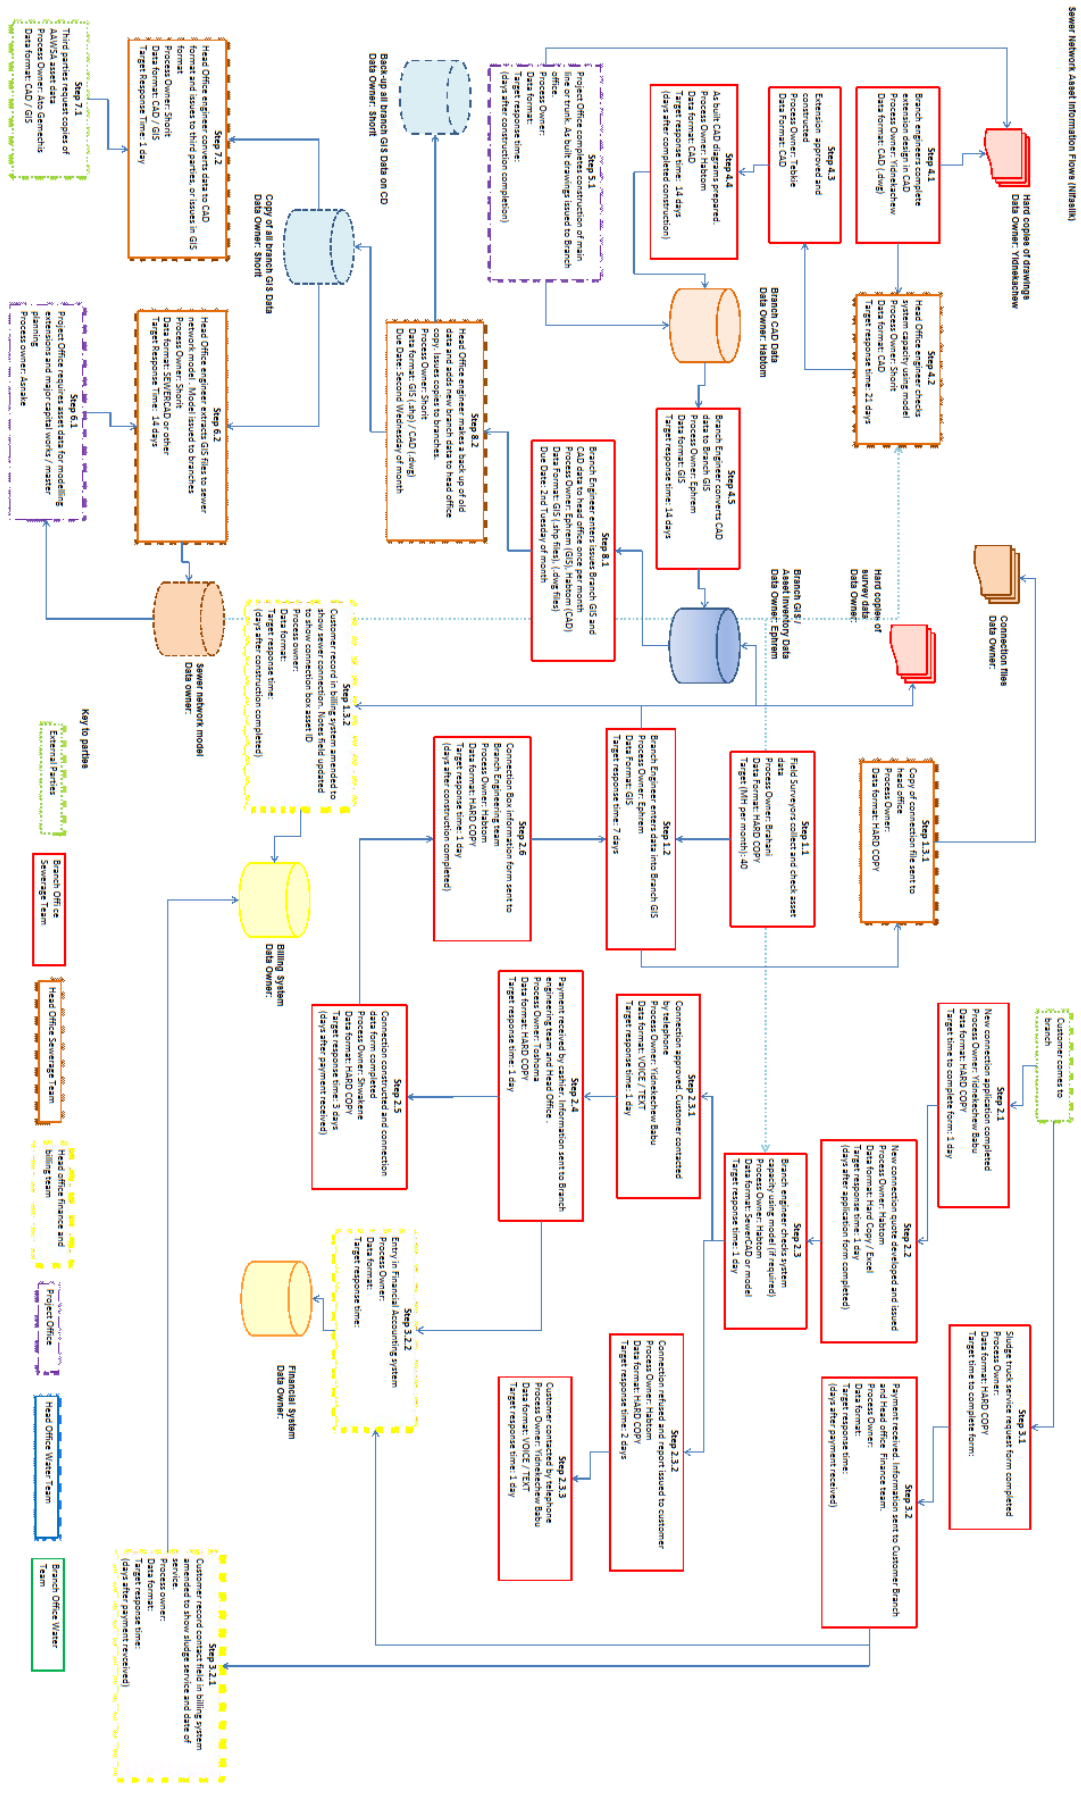 Sewer Network Asset Information Flows (Nifasilk)
Hard copies of drawings
Data Owner: Yidnekachew
Step 4.1
Branch engineers complete
extension design in CAD
Process Owner: Yidnekachew
Data format: CAD (.dwg)
Step 4.2
Head Office engineer checks
system capacity using model
Process Owner: Shorit
Data format: CAD
Target response time: 21 days
Step 4.3
Extension approved and
constructed
Process Owner: Tebkie
Data Format: CAD
Step 4.4
As built CAD diagrams prepared.
Process Owner: Habtom
Data format: CAD
Target response time: 14 days
(days after completed construction)
Branch CAD Data
Data Owner: Habtom
Step 4.5
Branch Engineer converts CAD
data to Branch GIS
Process Owner: Ephrem
Data format: GIS
Target response time: 14 days
Step 5.1
Project Office completes construction of main
line or trunk. As built drawings issued to Branch
office.
Process Owner:
Data format:
Target response time:
(days after construction completion)
Back-up all branch GIS Data on CD
Data Owner: Shorit
Step 8.2
Head Office engineer makes a back up of old
data and adds new branch data to head office
copy. Issues copies to branches.
Process Owner: Shorit
Data format: GIS (.shp) / CAD (.dwg)
Due Date: Second Wednesday of month
Step 8.1
Branch Engineer enters issues Branch GIS and
CAD data to head office once per month
Process Owner: Ephrem (GIS), Habtom (CAD)
Data Format: GIS (.shp files), (.dwg files)
Due Date: 2nd Tuesday of month
Branch GIS /
Asset Inventory Data
Data Owner: Ephrem
Hard copies of
survey data
Data Owner:
Connection files
Data Owner:
Copy of all branch GIS Data
Data Owner: Shorit
Step 7.2
Head Office engineer converts data to CAD
format and issues to third parties, or issues in GIS
format
Process Owner: Shorit
Data format: CAD / GIS
Target Response Time: 1 day
Step 7.1
Third parties request copies of
AAWSA asset data
Process Owner: Ato Gemechis
Data format: CAD / GIS
Step 6.2
Head Office engineer extracts GIS files to sewer
network model. Model issued to branches
Process Owner: Shorit
Data format: SEWERCAD or other
Target Response Time: 14 days
Step 6.1
Project Office requires asset data for modelling
extensions and major capital works / master
planning
Process owner: Asnake
Sewer network model
Data owner:
Step 1.3.2
Customer record in billing system amended to
show sewer connection. Notes field updated
to show connection box asset ID
Process owner:
Data format:
Target response time:
(days after construction completed)
Step 1.3.1
Copy of connection file sent to
head office
Process Owner:
Data format: HARD COPY
Step 1.1
Field Surveyors collect and check asset
data
Process Owner: Brahani
Data Format: HARD COPY
Target (MH per month): 40
Step 1.2
Branch Engineer enters data into Branch GIS
Process Owner: Ephrem
Data Format: GIS
Target response time: 7 days
Step 2.6
Connection Box information form sent to
Branch Engineering team
Process Owner: Habtom
Data format: HARD COPY
Target response time: 1 day
(days after construction completed)
Billing System
Data Owner:
Customer comes to
branch
Step 2.1
New connection application completed
Process Owner: Yidnekechew Babu
Data format: HARD COPY
Target time to complete form: 1 day
Step 2.2
New connection quote developed and issued
Process Owner: Habtom
Data format: Hard Copy / Excel
Target response time: 1 day
(days after application form completed)
Step 2.3
Branch engineer checks system
capacity using model (if required)
Process Owner: Habtom
Data format: SewerCAD or model
Target response time: 1 day
Step 2.3.1
Connection approved. Customer contacted
by telephone
Process Owner: Yidnekechew Babu
Data format: VOICE / TEXT
Target response time: 1 day
Step 2.4
Payment received by cashier. Information sent to Branch
engineering team and Head Office.
Process Owner: Toshoma
Data format: HARD COPY
Target response time: 1 day
Step 2.5
Connection constructed and connection
data form completed
Process Owner: Shwakene
Data format: HARD COPY
Target response time: 3 days
(days after payment received)
Step 2.3.2
Connection refused and report issued to customer
Process Owner: Habtom
Data format: HARD COPY
Target response time: 2 days
Step 2.3.3
Customer contacted by telephone
Process Owner: Yidnekechew Babu
Data format: VOICE / TEXT
Target response time: 1 day
Step 3.1
Sludge truck service request form completed
Process Owner:
Data format: HARD COPY
Target time to complete form:
Step 3.2
Payment received. Information sent to Customer Branch
and Head office Finance team.
Process Owner:
Data format:
Target response time:
(days after payment received)
Step 3.2.2
Entry in Financial Accounting system
Process Owner:
Data format:
Target response time:
Financial System
Data Owner:
Step 3.2.1
Customer record contact field in billing system
amended to show sludge service and date of
service.
Process owner:
Data format:
Target response time:
(days after payment recevied)
Key to parties
External Parties
Branch Office
Sewerage Team
Head Office Sewerage Team
Head office finance and
billing team
Project Office
Head Office Water Team
Branch Office Water
Team